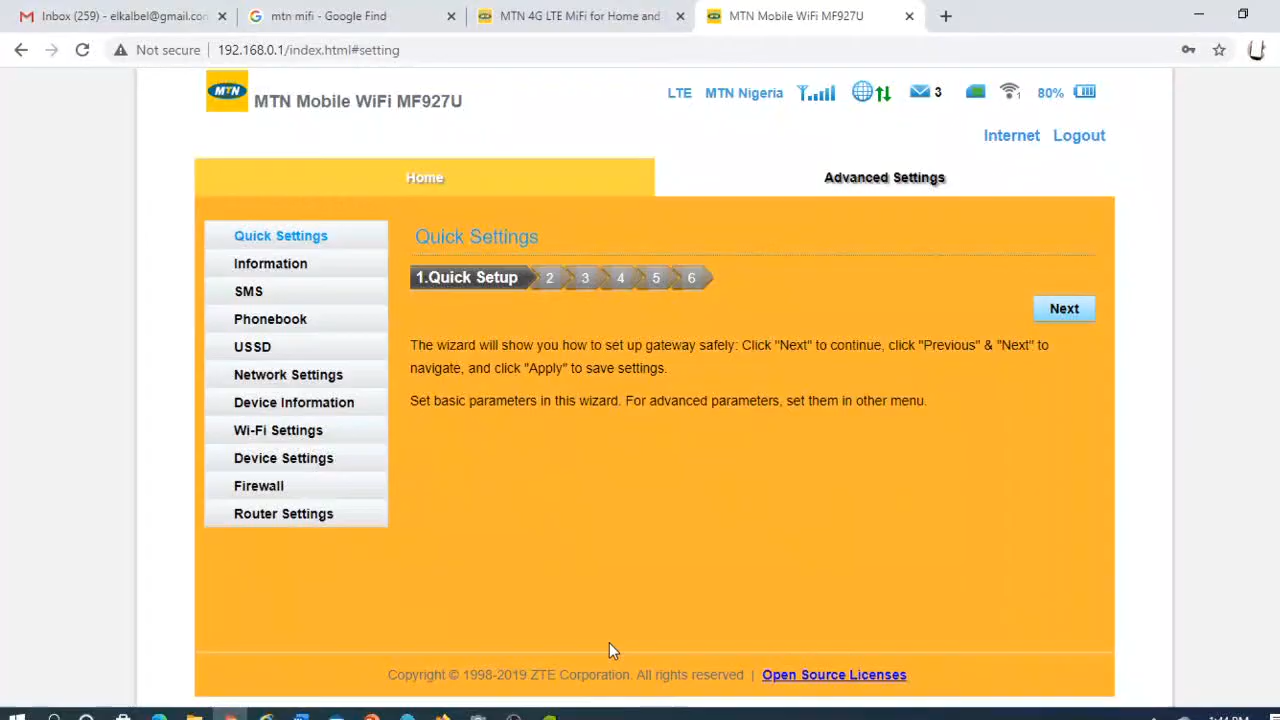 Inbox (259) - elkalbel@gmail.con
mtn mifi - Google Find
MTN 4G LTE MiFi for Home and
MTN Mobile WiFi MF927U
Not secure | 192.168.0.1/index.html#setting
MTN
MTN Mobile WiFi MF927U
LTE MTN Nigeria 3 1 80%
Internet Logout
Home Advanced Settings
Quick Settings
Information
SMS
Phonebook
USSD
Network Settings
Device Information
Wi-Fi Settings
Device Settings
Firewall
Router Settings
Quick Settings
1.Quick Setup 2 3 4 5 6
Next
The wizard will show you how to set up gateway safely: Click "Next" to continue, click "Previous" & "Next" to
navigate, and click "Apply" to save settings.
Set basic parameters in this wizard. For advanced parameters, set them in other menu.
Copyright © 1998-2019 ZTE Corporation. All rights reserved | Open Source Licenses